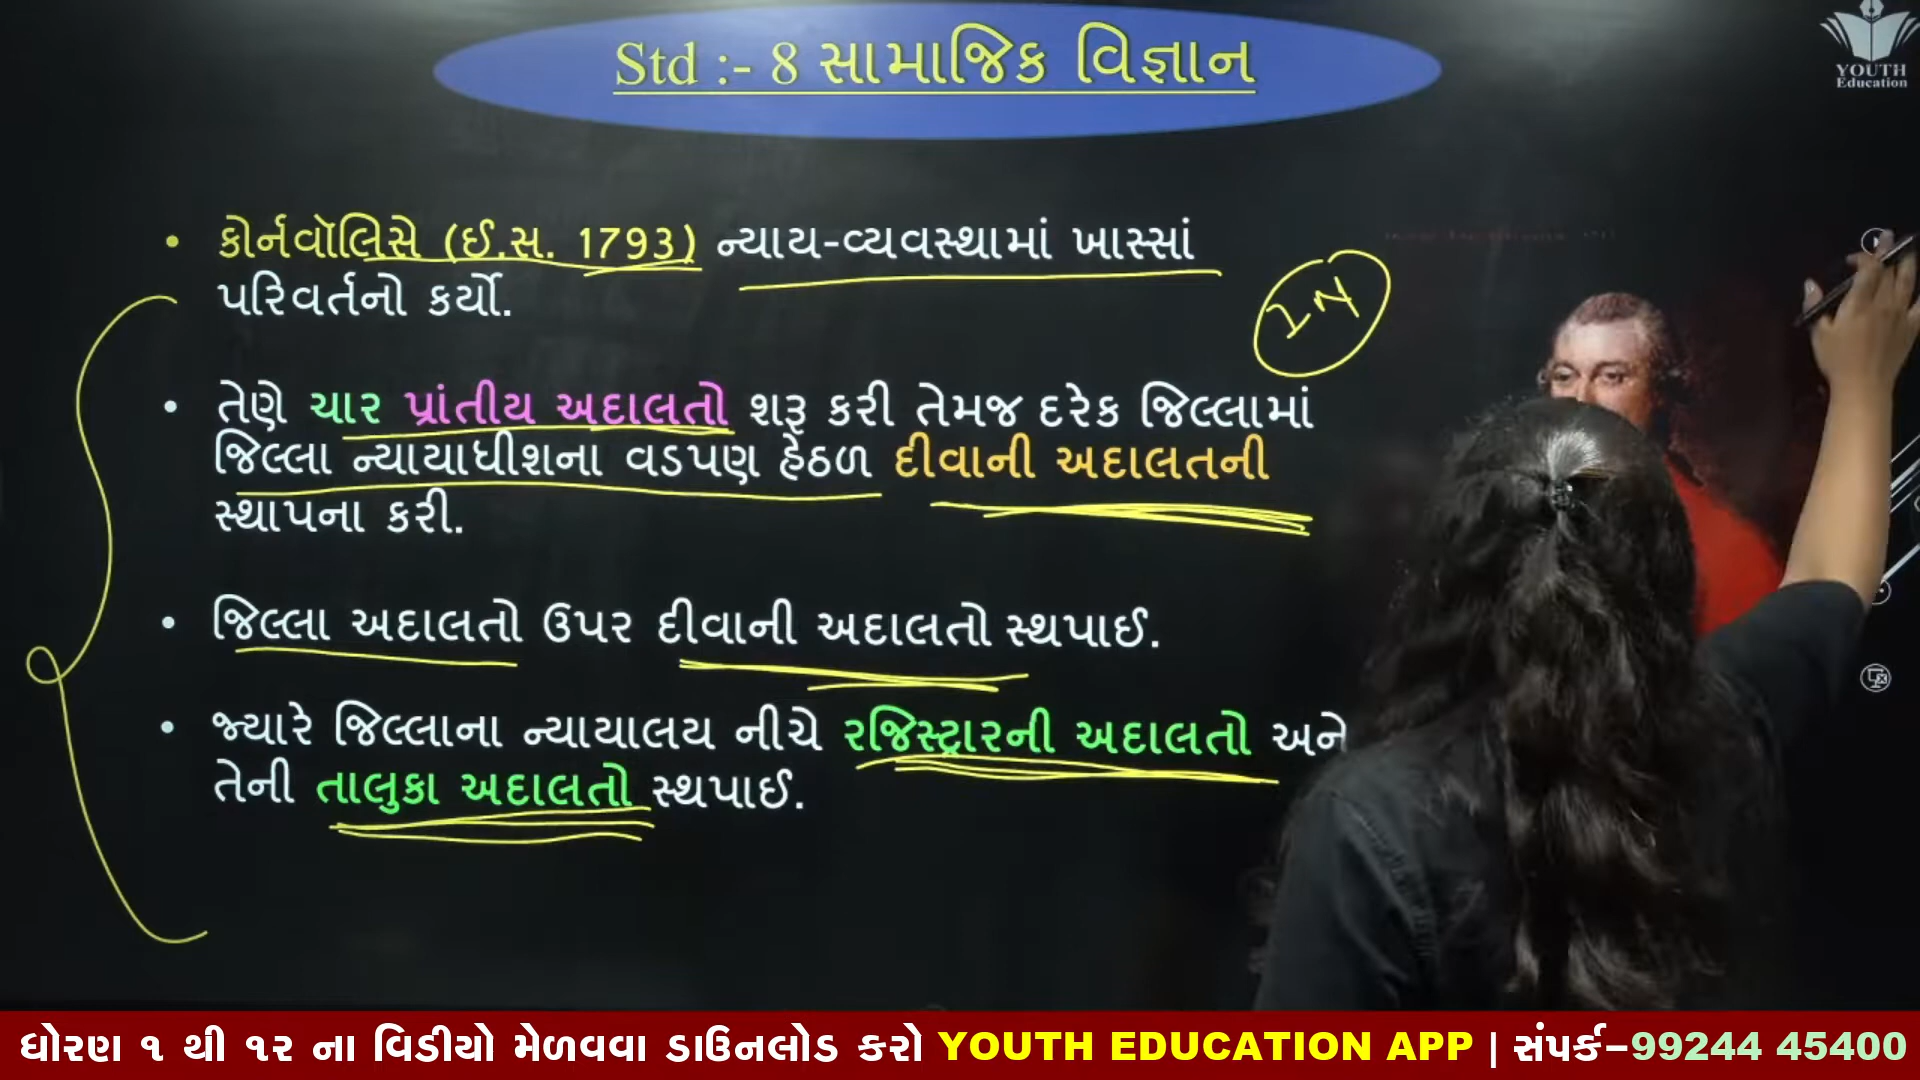 Std :- 8 સામાજિક વિજ્ઞાન
YOUTH
Education
• કોર્નવૉલિસે (ઈ.સ. 1793) ન્યાય-વ્યવસ્થામાં ખાસ્સાં
પરિવર્તનો કર્યો.
• તેણે ચાર પ્રાંતીય અદાલતો શરૂ કરી તેમજ દરેક જિલ્લામાં
જિલ્લા ન્યાયાધીશના વડપણ હેઠળ દીવાની અદાલતની
સ્થાપના કરી.
• જિલ્લા અદાલતો ઉપર દીવાની અદાલતો સ્થપાઈ.
• જ્યારે જિલ્લાના ન્યાયાલય નીચે રજિસ્ટ્રારની અદાલતો અને
તેની તાલુકા અદાલતો સ્થપાઈ.
ધોરણ ૧ થી ૧૨ ના વિડીયો મેળવવા ડાઉનલોડ કરો YOUTH EDUCATION APP | સંપર્ક–99244 45400